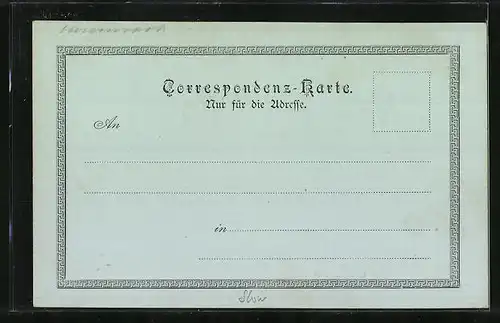 Correspondenz-Karte.
Nur für die Adresse.
An
in